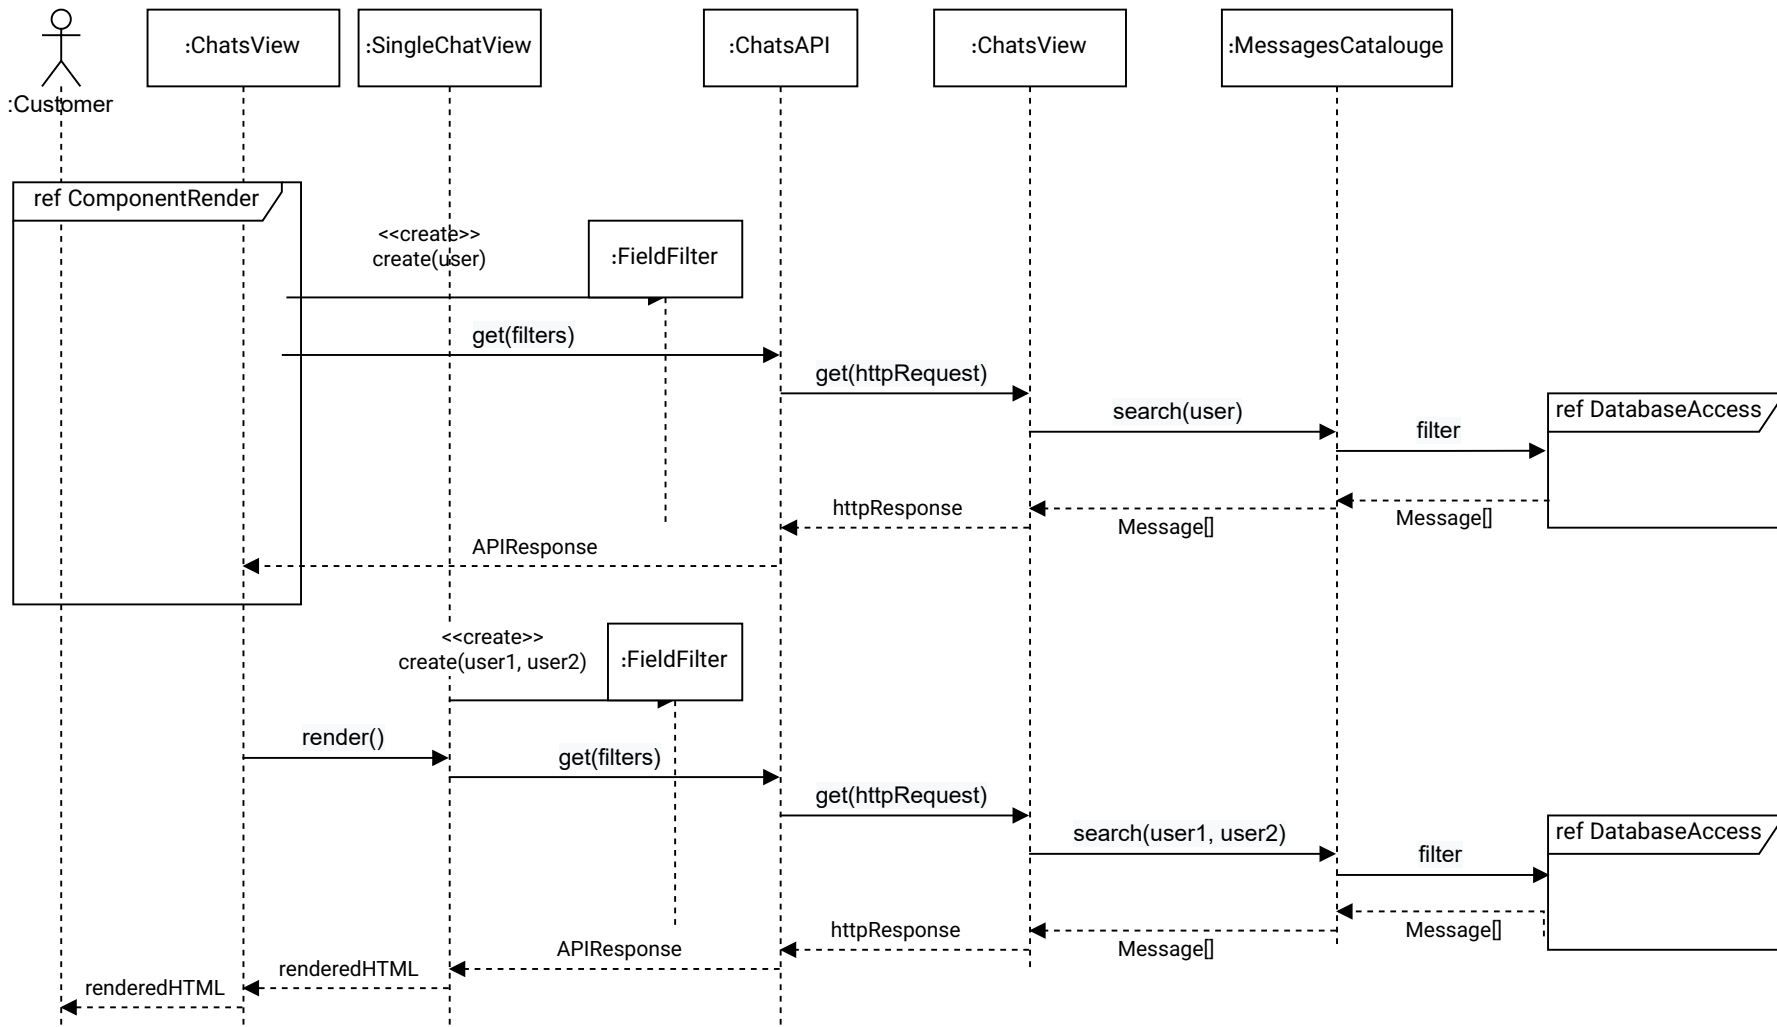 :ChatsView
:SingleChatView
:ChatsAPI
:ChatsView
:MessagesCatalouge
:Customer
ref ComponentRender
<<create>>
create(user)
:FieldFilter
get(filters)
get(httpRequest)
search(user)
ref DatabaseAccess
filter
httpResponse
Message[]
Message[]
APIResponse
<<create>>
create(user1, user2)
:FieldFilter
render()
get(filters)
get(httpRequest)
search(user1, user2)
ref DatabaseAccess
filter
httpResponse
Message[]
Message[]
APIResponse
renderedHTML
renderedHTML